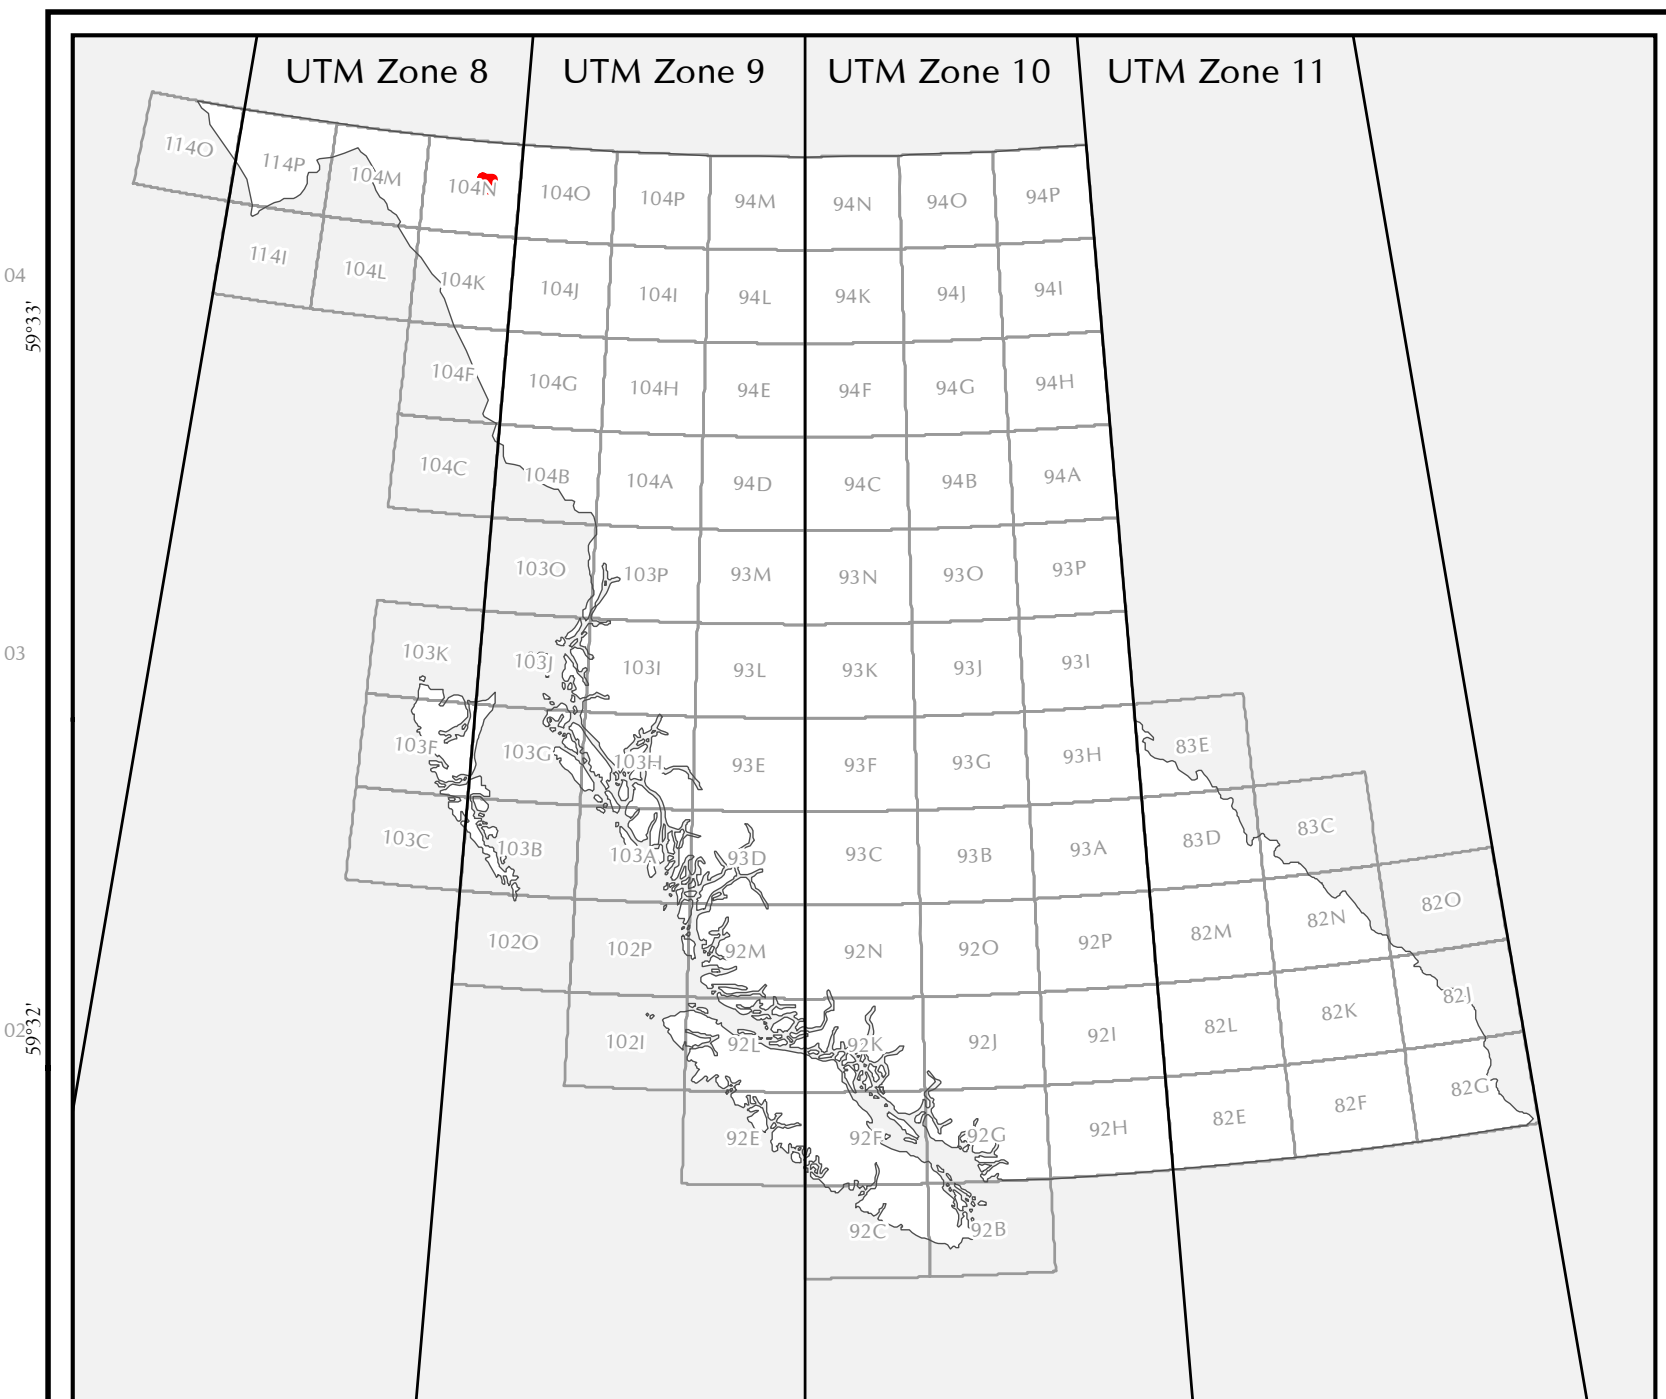 UTM Zone 8 UTM Zone 9 UTM Zone 10 UTM Zone 11
114O 114P 104M 104N 104O 104P 94M 94N 94O 94P
114I 104L 104K 104J 104I 94L 94K 94J 94I
04
59°33'
104F 104G 104H 94E 94F 94G 94H
104C 104B 104A 94D 94C 94B 94A
103O 103P 93M 93N 93O 93P
03
103K 103J 103I 93L 93K 93J 93I
103F 103G 103H 93E 93F 93G 93H 83E
103C 103B 103A 93D 93C 93B 93A 83D 83C
102O 102P 92M 92N 92O 92P 82M 82N 82O
02
59°32'
102I 92L 92K 92J 92I 82L 82K 82J
92E 92F 92G 92H 82E 82F 82G
92C 92B